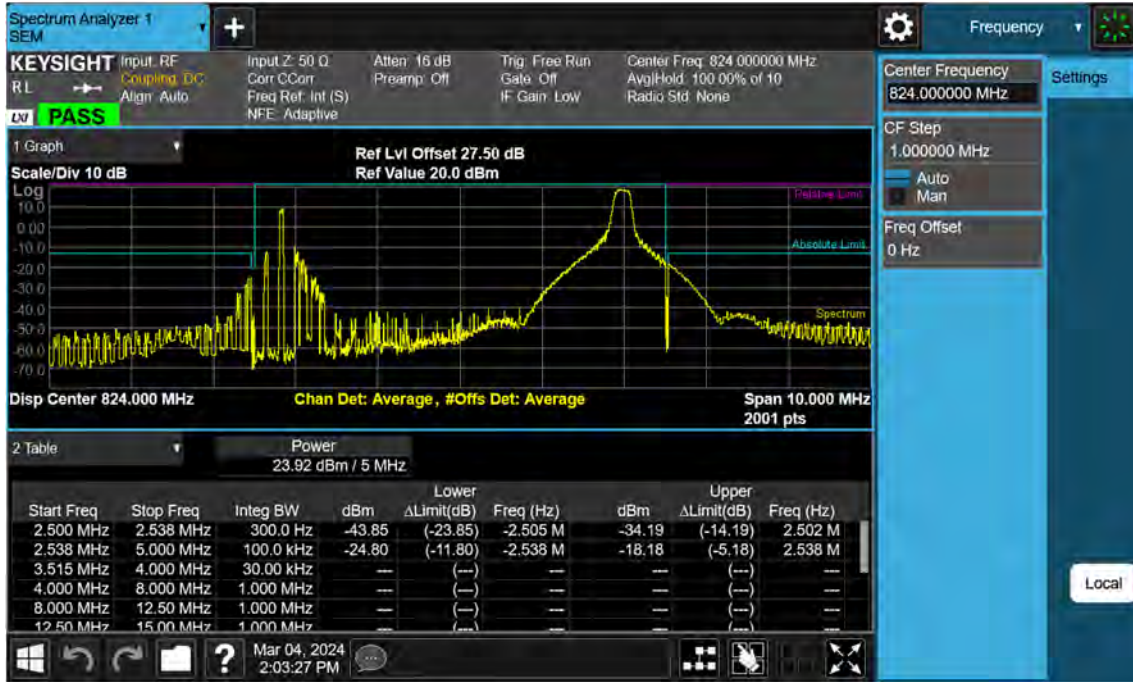 Spectrum Analyzer 1
SEM
+
Frequency
KEYSIGHT
RL
LXI
PASS
Input: RF
Coupling: DC
Align: Auto
Input Z: 50 Ω
Corr CCorr
Freq Ref: Int (S)
NFE: Adaptive
Atten: 16 dB
Preamp: Off
Trig: Free Run
Gate: Off
IF Gain: Low
Center Freq: 824.000000 MHz
Avg|Hold: 100.00% of 10
Radio Std: None
Center Frequency
824.000000 MHz
Settings
CF Step
1.000000 MHz
Auto
Man
Freq Offset
0 Hz
1 Graph
Scale/Div 10 dB
Ref Lvl Offset 27.50 dB
Ref Value 20.0 dBm
Log
10.0
0.00
-10.0
-20.0
-30.0
-40.0
-50.0
-60.0
-70.0
Relative Limit
Absolute Limit
Spectrum
Disp Center 824.000 MHz
Chan Det: Average, #Offs Det: Average
Span 10.000 MHz
2001 pts
2 Table
Power
23.92 dBm / 5 MHz
Lower Upper
Start Freq Stop Freq Integ BW dBm ΔLimit(dB) Freq (Hz) dBm ΔLimit(dB) Freq (Hz)
2.500 MHz 2.538 MHz 300.0 Hz -43.85 (-23.85) -2.505 M -34.19 (-14.19) 2.502 M
2.538 MHz 5.000 MHz 100.0 kHz -24.80 (-11.80) -2.538 M -18.18 (-5.18) 2.538 M
3.515 MHz 4.000 MHz 30.00 kHz --- (---) --- --- (---) ---
4.000 MHz 8.000 MHz 1.000 MHz --- (---) --- --- (---) ---
8.000 MHz 12.50 MHz 1.000 MHz --- (---) --- --- (---) ---
12.50 MHz 15.00 MHz 1.000 MHz --- (---) --- --- (---) ---
Local
?
Mar 04, 2024
2:03:27 PM